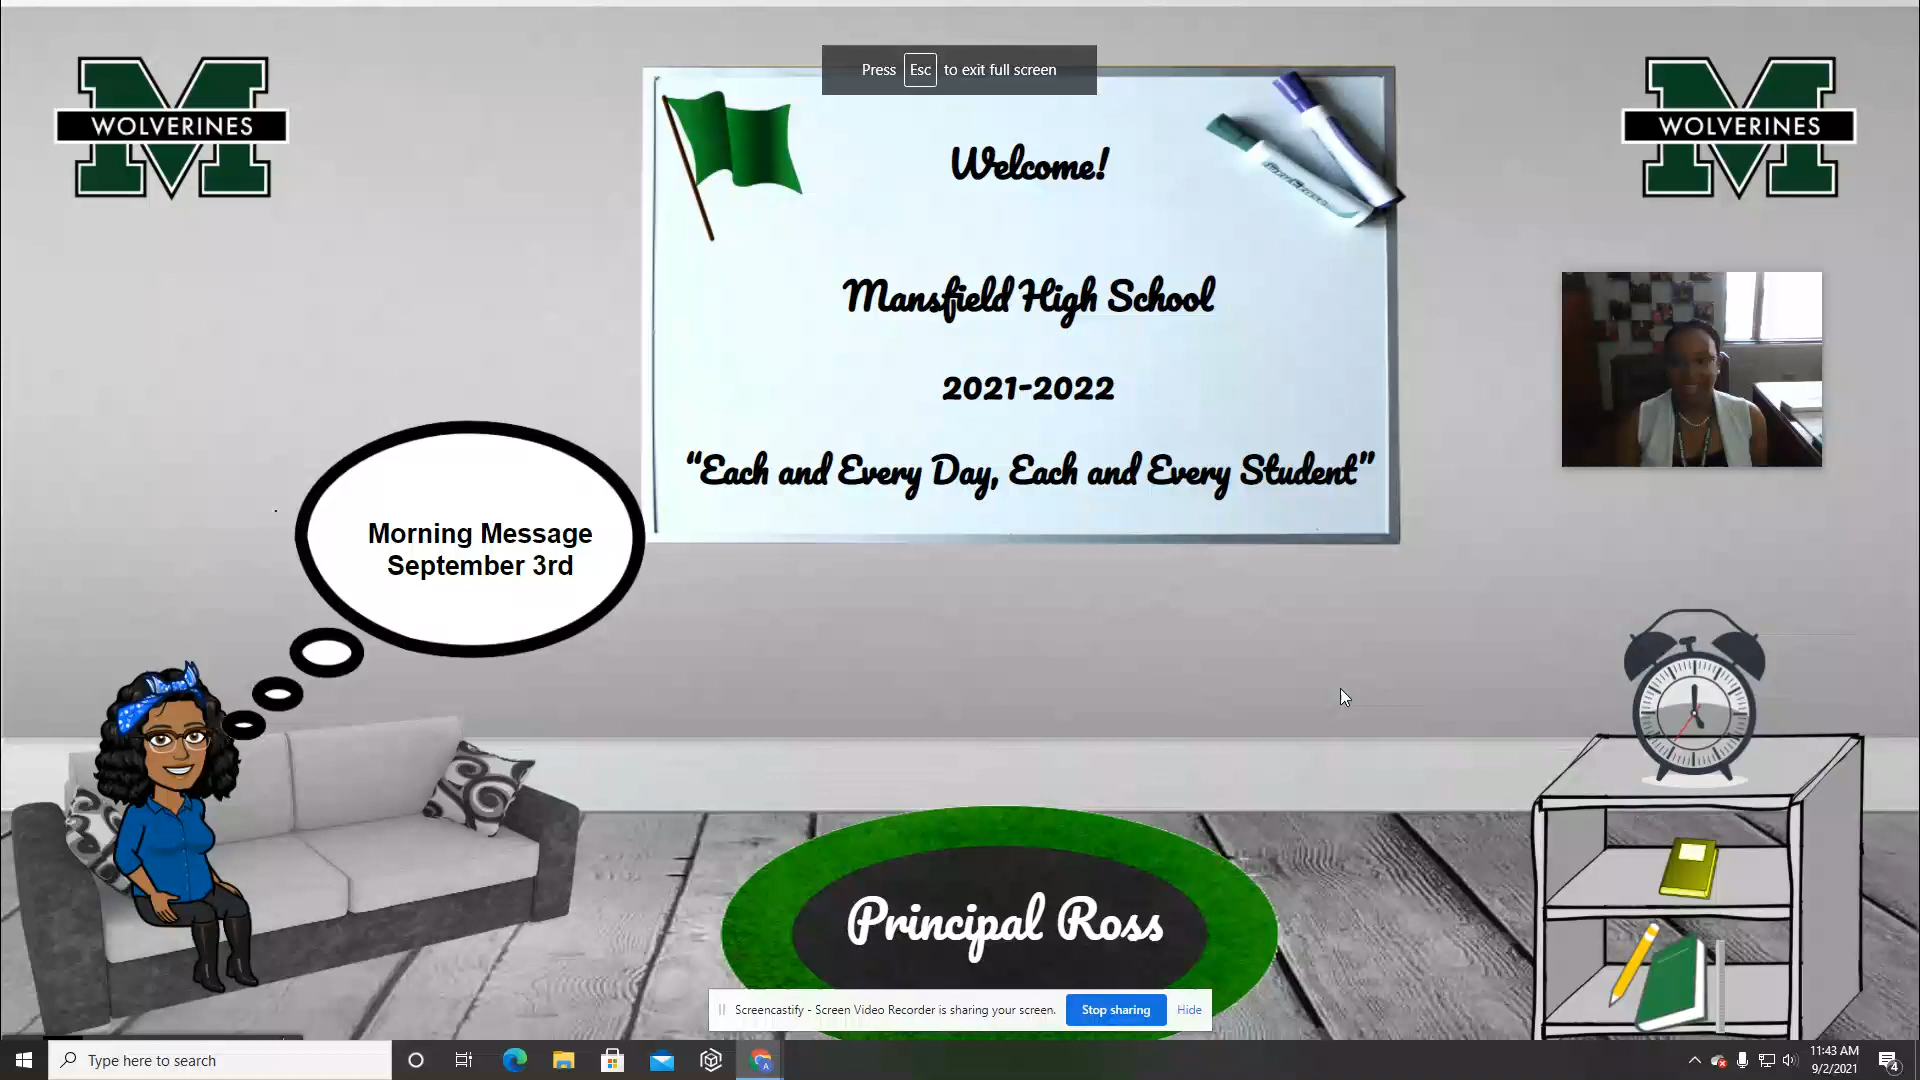 Press Esc to exit full screen
WOLVERINES
WOLVERINES
Welcome!
Mansfield High School
2021-2022
“Each and Every Day, Each and Every Student”
Morning Message
September 3rd
Principal Ross
Screencastify - Screen Video Recorder is sharing your screen. Stop sharing Hide
Type here to search
A
11:43 AM
9/2/2021
4